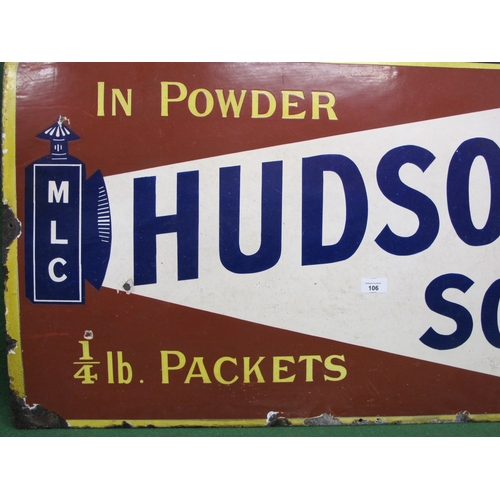 IN POWDER
MLC
HUDSO
SO
106
1/4 lb. PACKETS